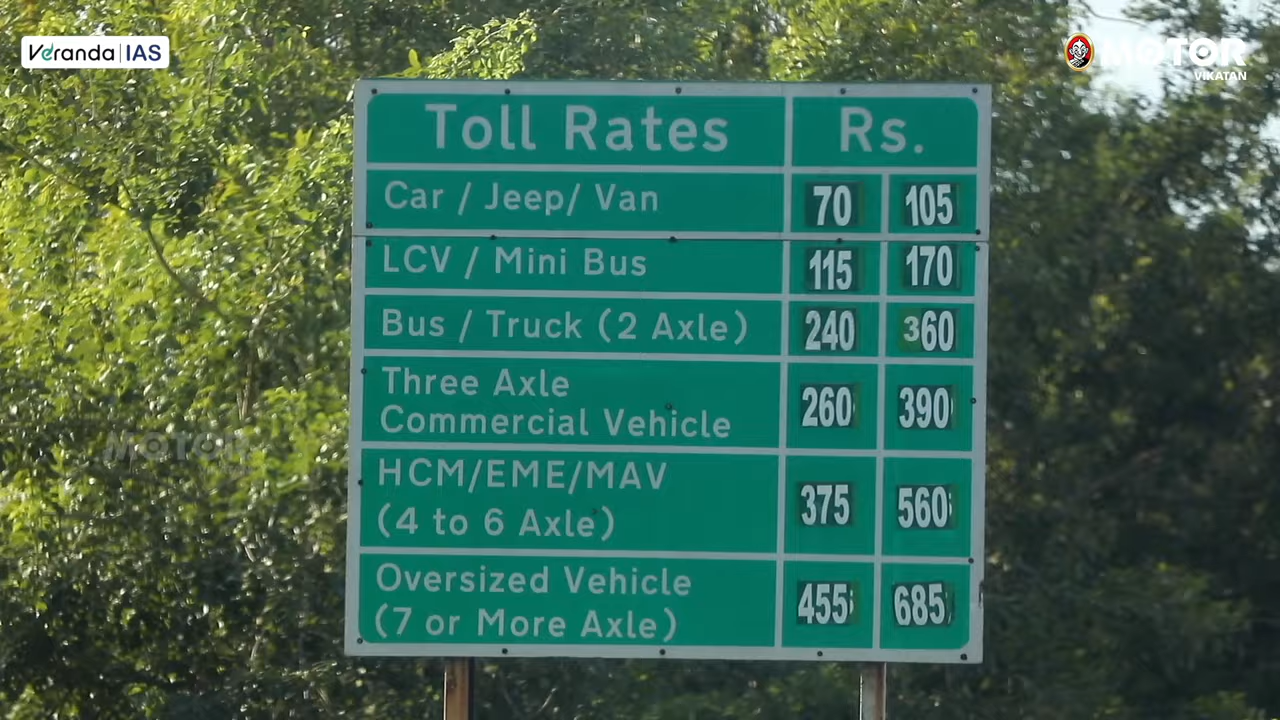 Veranda IAS
MOTOR
VIKATAN
Toll Rates Rs.
Car / Jeep/ Van 70 105
LCV / Mini Bus 115 170
Bus / Truck (2 Axle) 240 360
Three Axle
Commercial Vehicle 260 390
HCM/EME/MAV
(4 to 6 Axle) 375 560
Oversized Vehicle
(7 or More Axle) 455 685
MOTOR